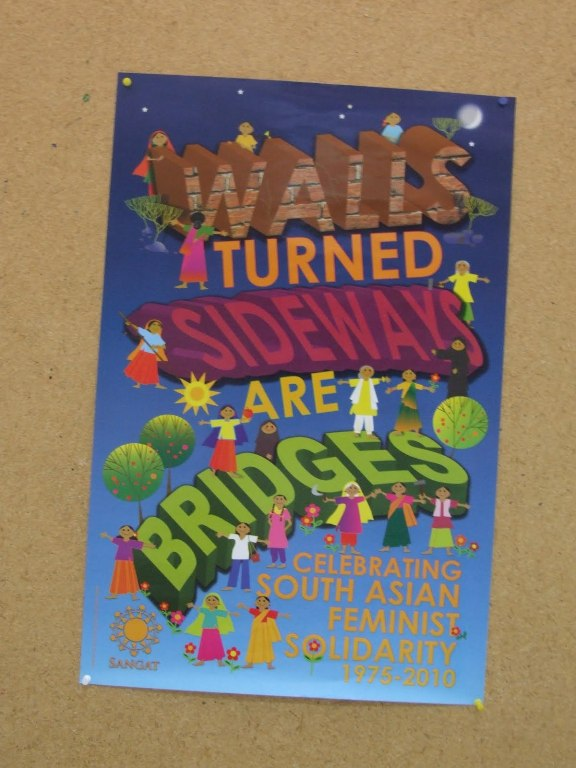 WALLS
TURNED
SIDEWAYS
ARE
BRIDGES
CELEBRATING
SOUTH ASIAN
FEMINIST
SOLIDARITY
1975-2010
SANGAT